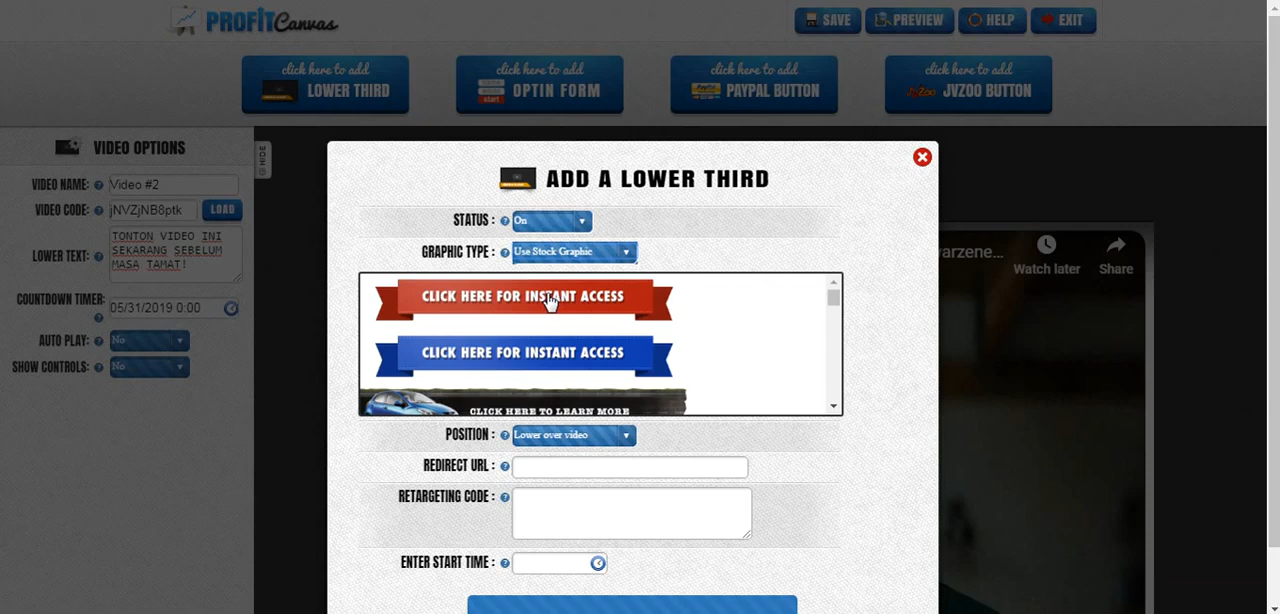 PROFITCanvas
SAVE
PREVIEW
HELP
EXIT
click here to add
LOWER THIRD
click here to add
start
OPTIN FORM
click here to add
PAYPAL BUTTON
click here to add
JVZoo
JVZOO BUTTON
VIDEO OPTIONS
HIDE
VIDEO NAME:
Video #2
VIDEO CODE:
jNVZjNB8ptk
LOAD
LOWER TEXT:
TONTON VIDEO INI
SEKARANG SEBELUM
MASA TAMAT!
COUNTDOWN TIMER:
05/31/2019 0:00
AUTO PLAY:
No
SHOW CONTROLS:
No
ADD A LOWER THIRD
STATUS :
On
GRAPHIC TYPE :
Use Stock Graphic
CLICK HERE FOR INSTANT ACCESS
CLICK HERE FOR INSTANT ACCESS
CLICK HERE TO LEARN MORE
POSITION :
Lower over video
REDIRECT URL :
RETARGETING CODE :
ENTER START TIME :
warzene...
Watch later
Share